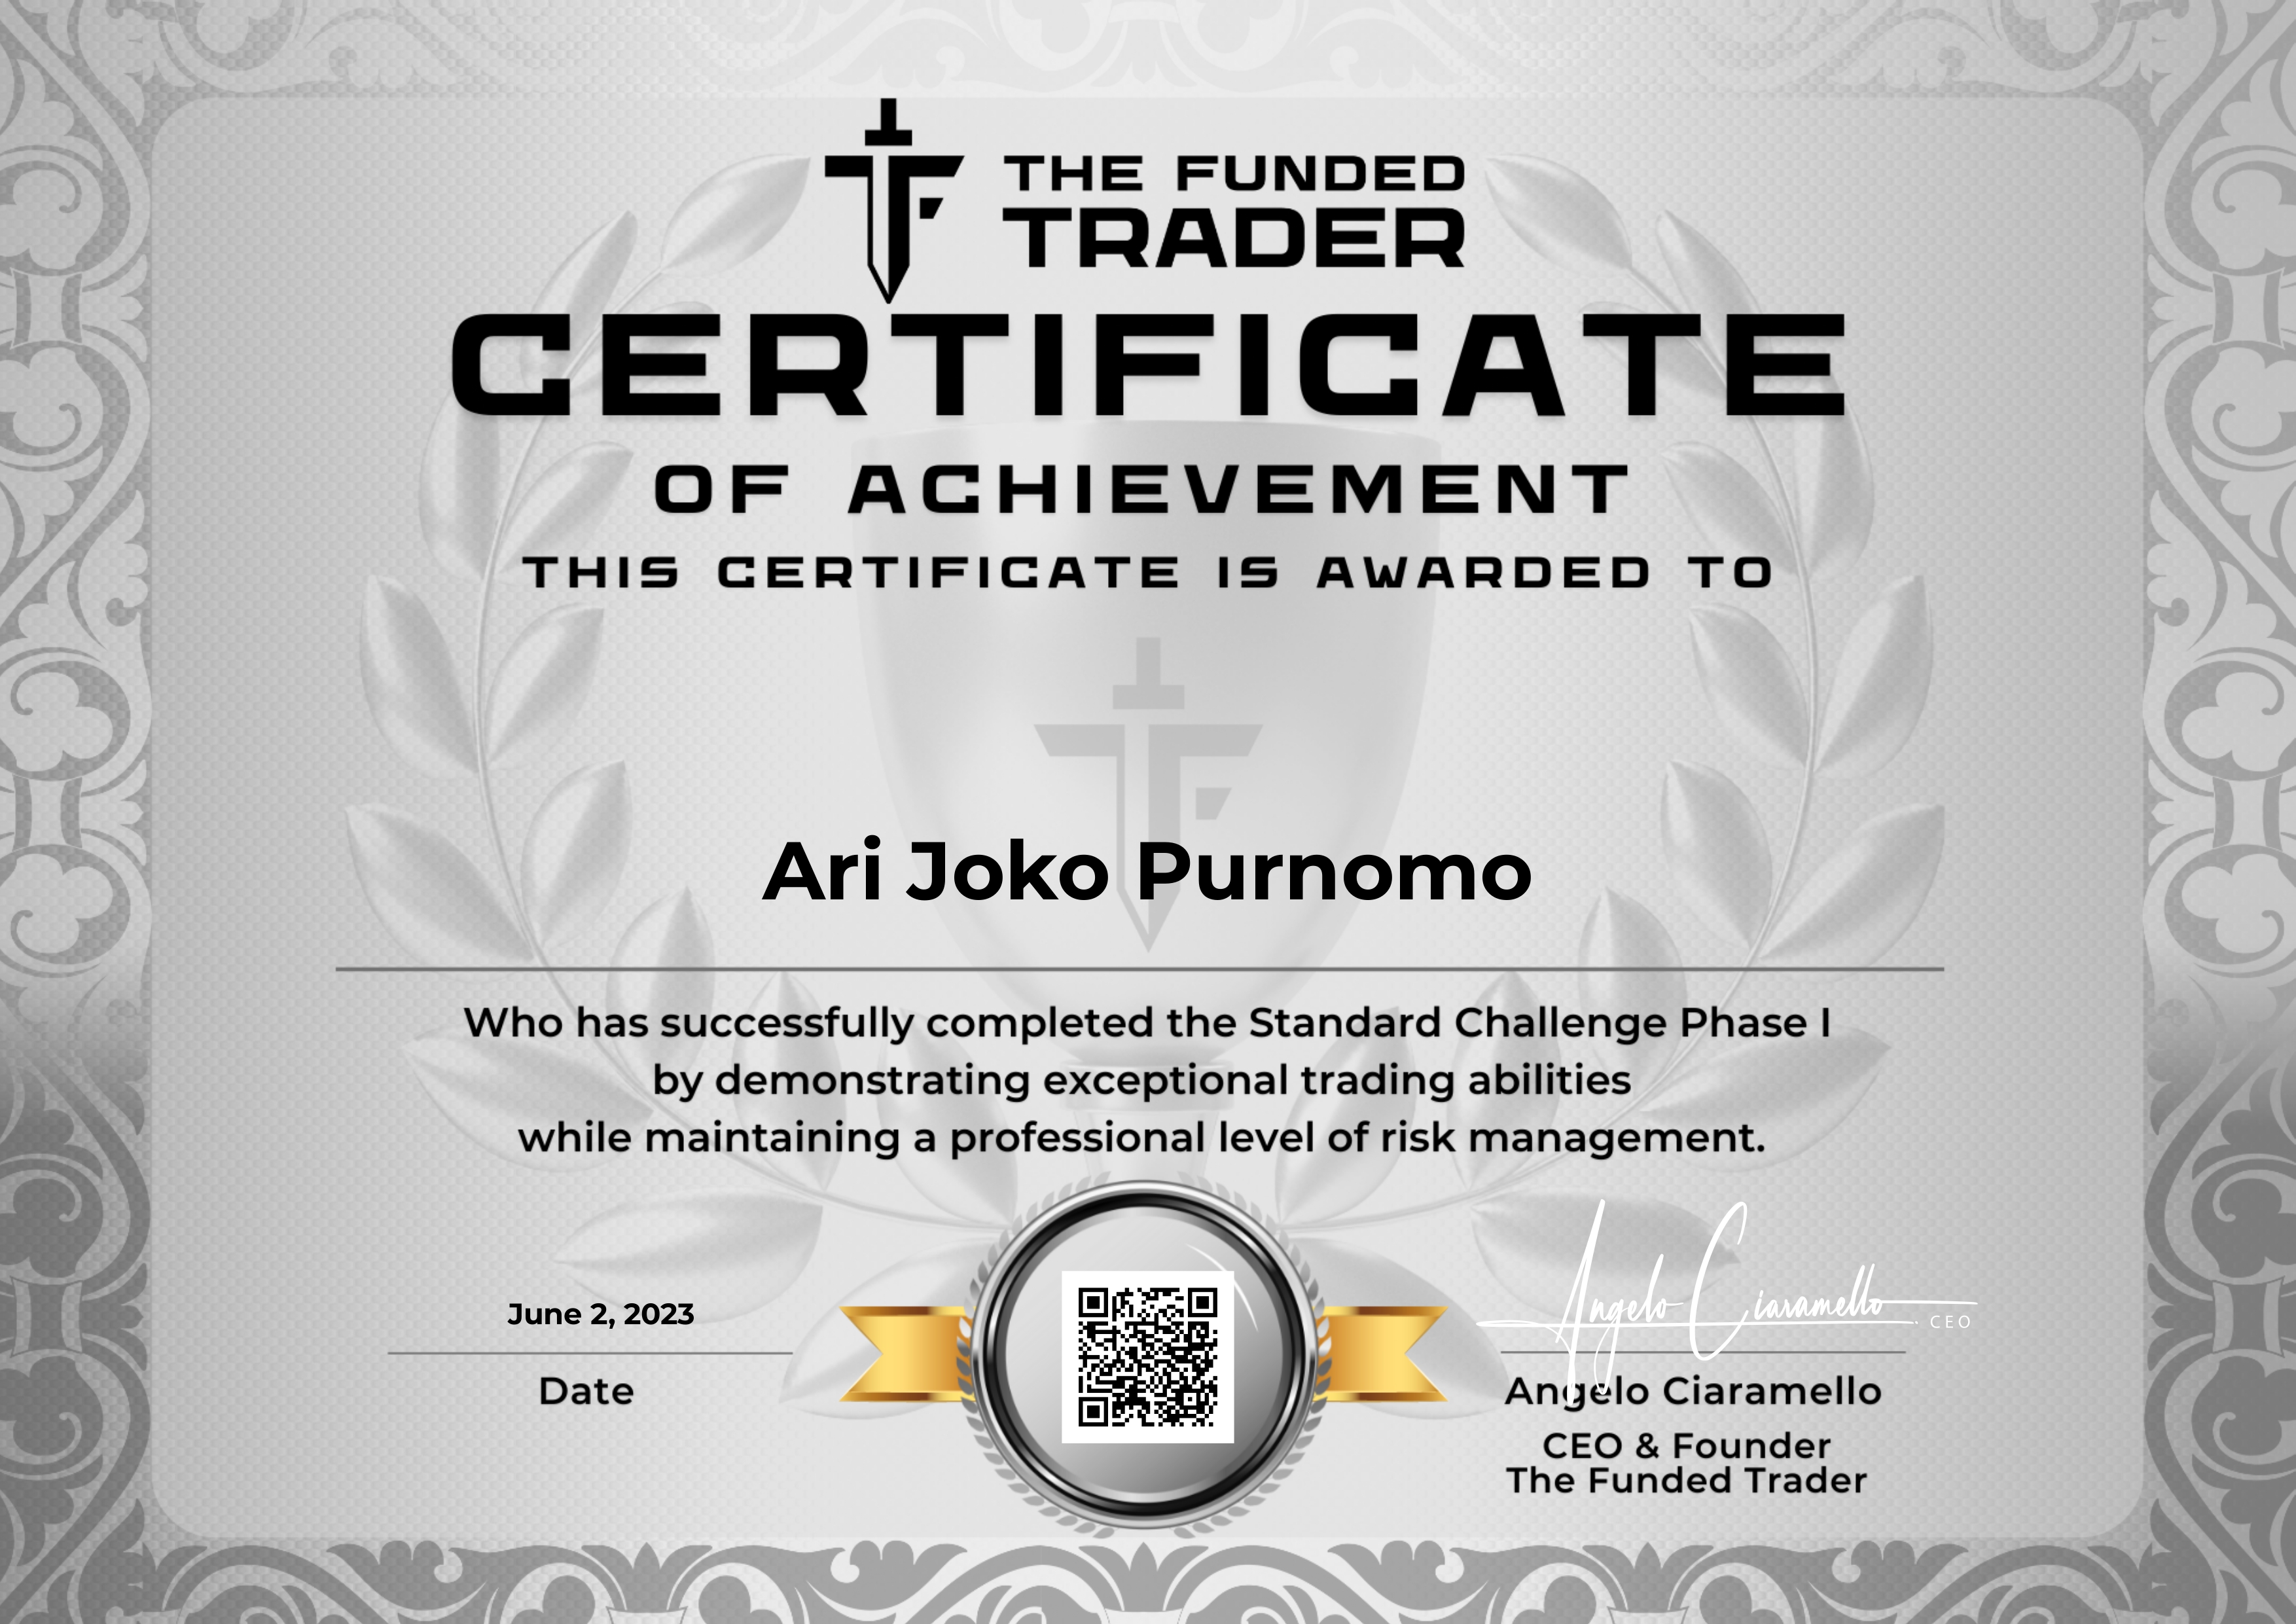 THE FUNDED
TRADER
CERTIFICATE
OF ACHIEVEMENT
THIS CERTIFICATE IS AWARDED TO
Ari Joko Purnomo
Who has successfully completed the Standard Challenge Phase I
by demonstrating exceptional trading abilities
while maintaining a professional level of risk management.
June 2, 2023
Date
Angelo Ciaramello
CEO
Angelo Ciaramello
CEO & Founder
The Funded Trader